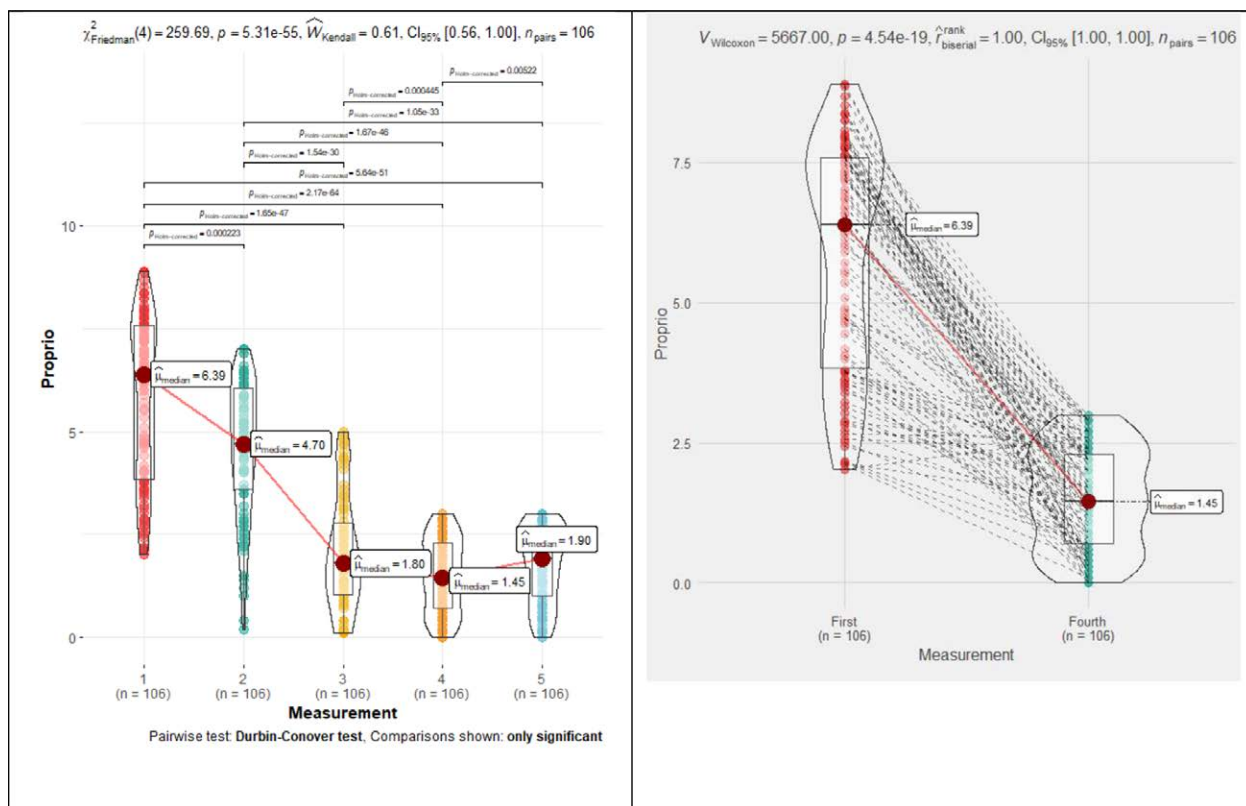 χ²Friedman(4) = 259.69, p = 5.31e-55, ŴKendall = 0.61, CI95% [0.56, 1.00], npairs = 106
pHolm-corrected = 0.00522
pHolm-corrected = 0.000445
pHolm-corrected = 1.05e-33
pHolm-corrected = 1.67e-46
pHolm-corrected = 1.54e-30
pHolm-corrected = 5.64e-51
pHolm-corrected = 2.17e-64
pHolm-corrected = 1.65e-47
pHolm-corrected = 0.000223
10
5
0
Proprio
μ̂median = 6.39
μ̂median = 4.70
μ̂median = 1.80
μ̂median = 1.45
μ̂median = 1.90
1 2 3 4 5
(n = 106) (n = 106) (n = 106) (n = 106) (n = 106)
Measurement
Pairwise test: Durbin-Conover test, Comparisons shown: only significant
VWilcoxon = 5667.00, p = 4.54e-19, r̂rank biserial = 1.00, CI95% [1.00, 1.00], npairs = 106
7.5
5.0
2.5
0.0
Proprio
μ̂median = 6.39
μ̂median = 1.45
First Fourth
(n = 106) (n = 106)
Measurement